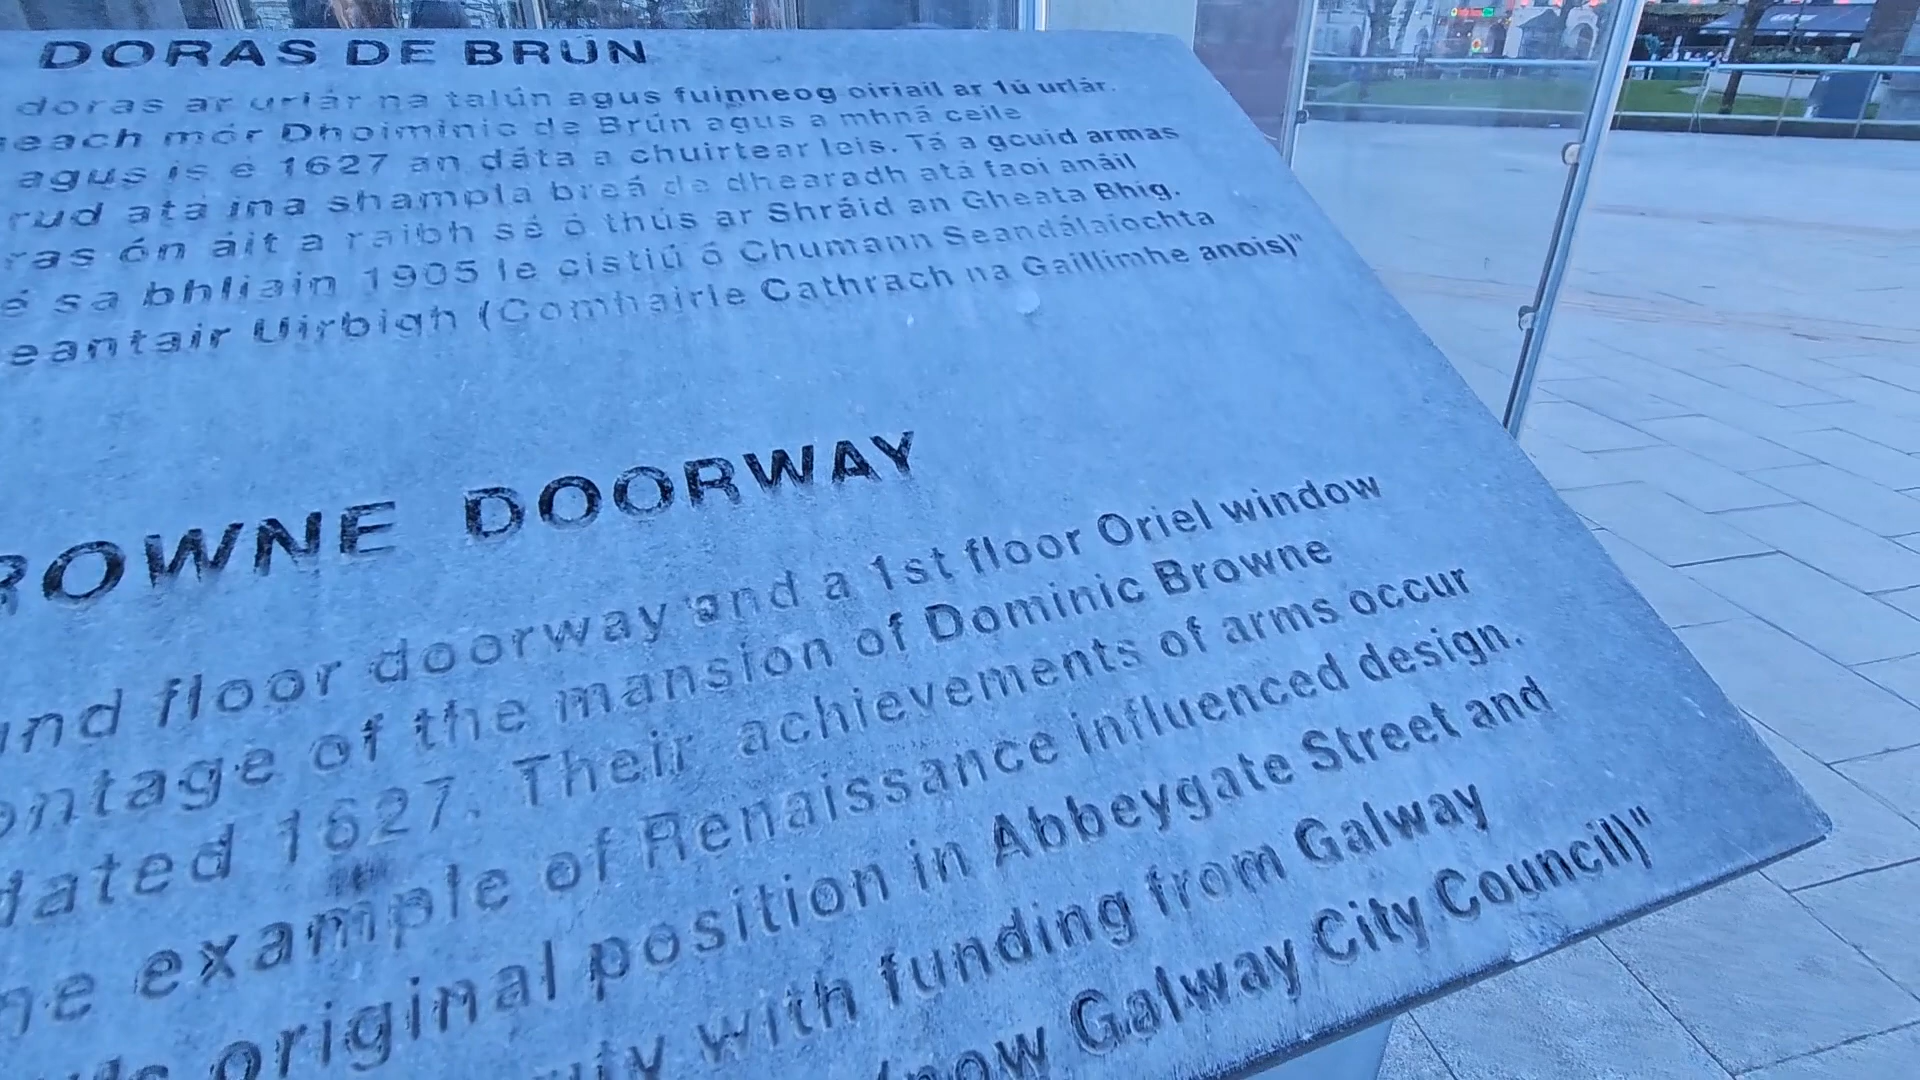 DORAS DE BRÚN
doras ar urlár na talún agus fuinneog oiriail ar 1ú urlár.
mór Dhoiminic de Brún agus a mhná ceile
agus is é 1627 an dáta a chuirtear leis. Tá a gcuid armas
rud atá ina shampla breá de dhearadh atá faoi anáil
ón áit a raibh sé ó thús ar Shráid an Gheata Bhig.
sa bhliain 1905 le cistiú ó Chumann Seandálaíochta
Uirbigh (Comhairle Cathrach na Gaillimhe anois)"
ROWNE DOORWAY
und floor doorway and a 1st floor Oriel window
ontage of the mansion of Dominic Browne
dated 1627. Their achievements of arms occur
ne example of Renaissance influenced design.
original position in Abbeygate Street and
with funding from Galway
(now Galway City Council)"